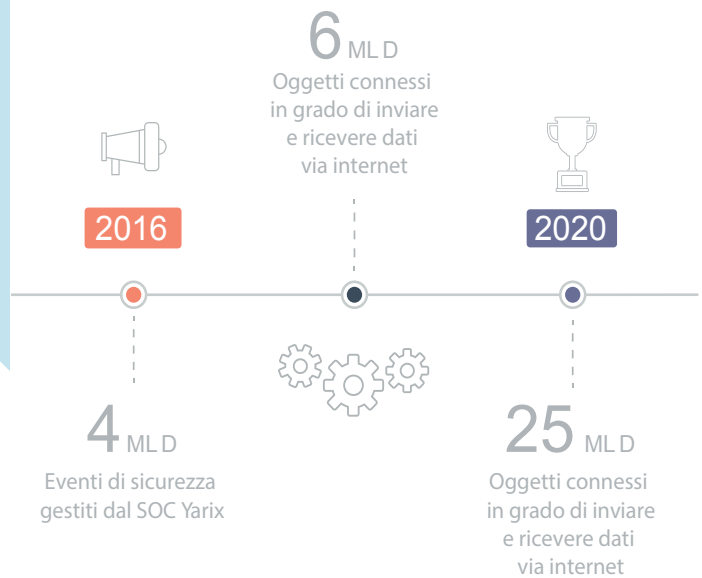 6 MLD
Oggetti connessi
in grado di inviare
e ricevere dati
via internet
2016
2020
4 MLD
Eventi di sicurezza
gestiti dal SOC Yarix
25 MLD
Oggetti connessi
in grado di inviare
e ricevere dati
via internet